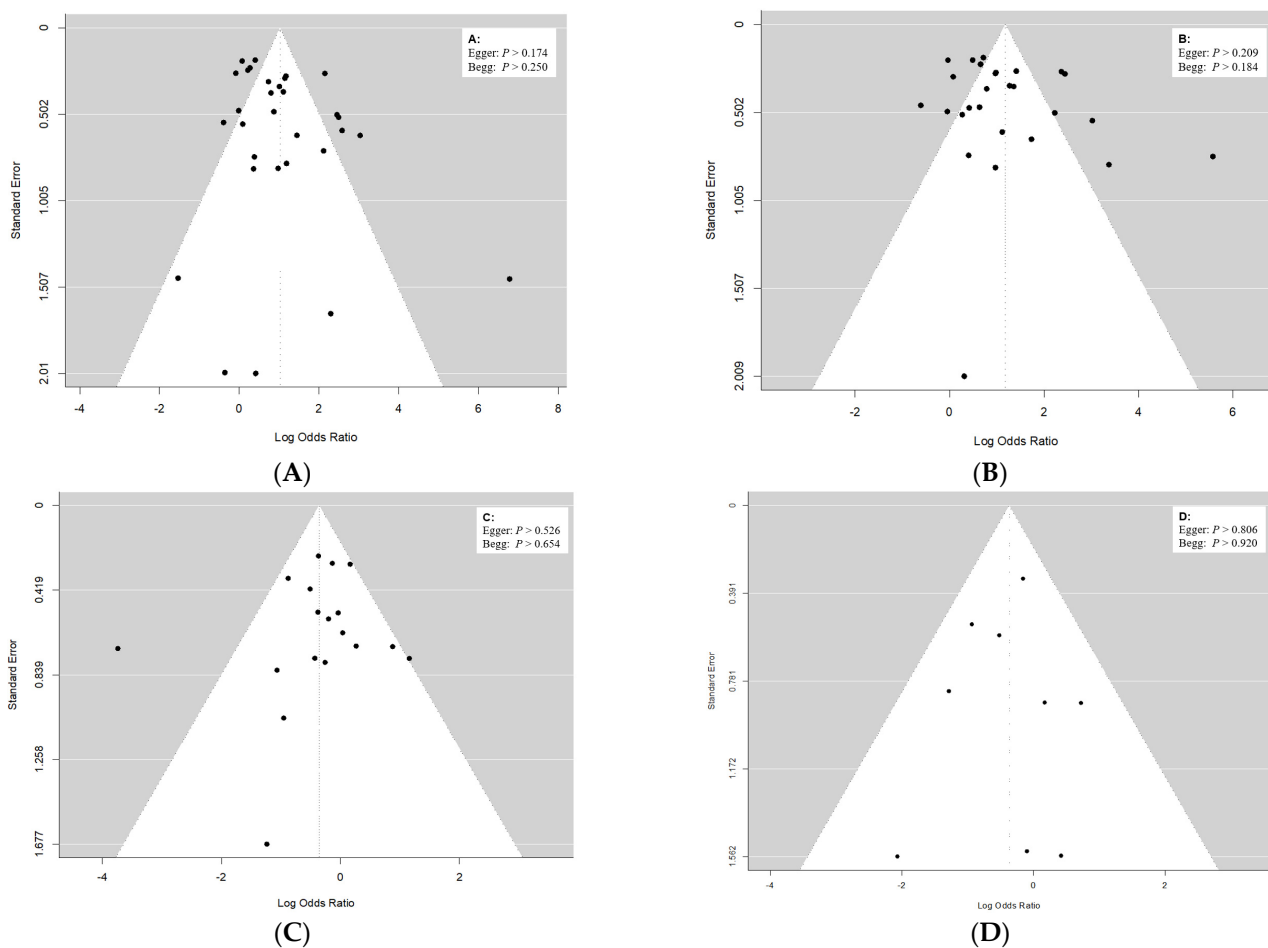 A:
Egger: P > 0.174
Begg: P > 0.250
0
0.502
1.005
1.507
2.01
Standard Error
-4 -2 0 2 4 6 8
Log Odds Ratio
(A)
B:
Egger: P > 0.209
Begg: P > 0.184
0
0.502
1.005
1.507
2.009
Standard Error
-2 0 2 4 6
Log Odds Ratio
(B)
C:
Egger: P > 0.526
Begg: P > 0.654
0
0.419
0.839
1.258
1.677
Standard Error
-4 -2 0 2
Log Odds Ratio
(C)
D:
Egger: P > 0.806
Begg: P > 0.920
0
0.391
0.781
1.172
1.562
Standard Error
-4 -2 0 2
Log Odds Ratio
(D)